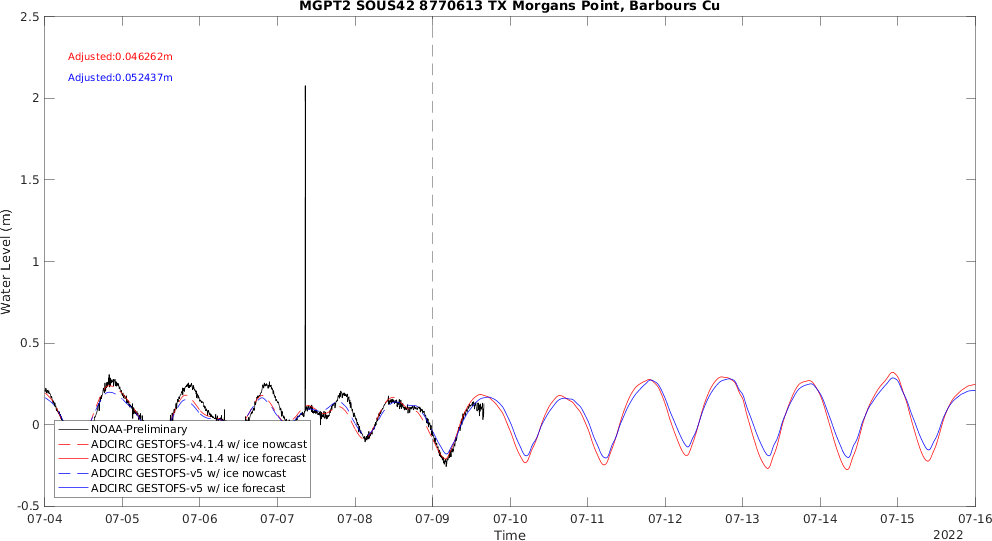 MGPT2 SOUS42 8770613 TX Morgans Point, Barbours Cu
2.5
Adjusted:0.046262m
Adjusted:0.052437m
2
1.5
Water Level (m)
1
0.5
0
NOAA-Preliminary
ADCIRC GESTOFS-v4.1.4 w/ ice nowcast
ADCIRC GESTOFS-v4.1.4 w/ ice forecast
ADCIRC GESTOFS-v5 w/ ice nowcast
ADCIRC GESTOFS-v5 w/ ice forecast
-0.5
07-04 07-05 07-06 07-07 07-08 07-09 07-10 07-11 07-12 07-13 07-14 07-15 07-16
Time
2022